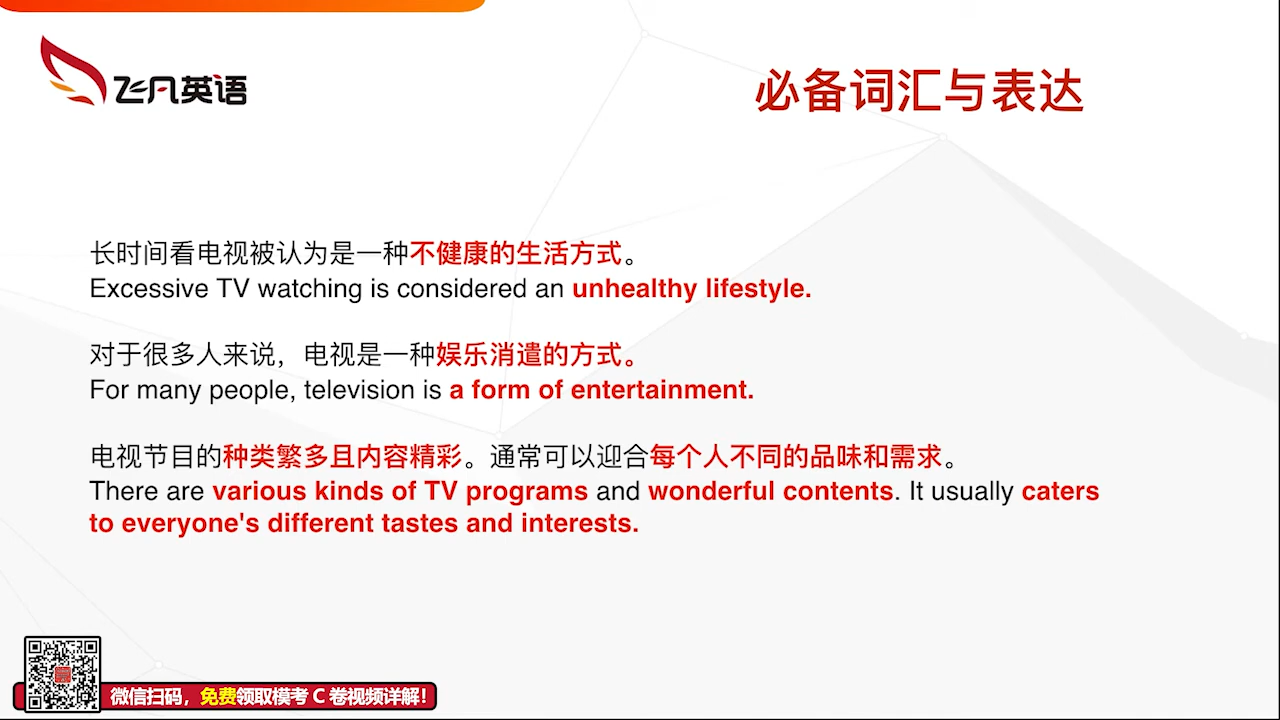 飞凡英语
必备词汇与表达
长时间看电视被认为是一种不健康的生活方式。
Excessive TV watching is considered an unhealthy lifestyle.
对于很多人来说，电视是一种娱乐消遣的方式。
For many people, television is a form of entertainment.
电视节目的种类繁多且内容精彩。通常可以迎合每个人不同的品味和需求。
There are various kinds of TV programs and wonderful contents. It usually caters
to everyone's different tastes and interests.
微信扫码，免费领取模考 C 卷视频详解！